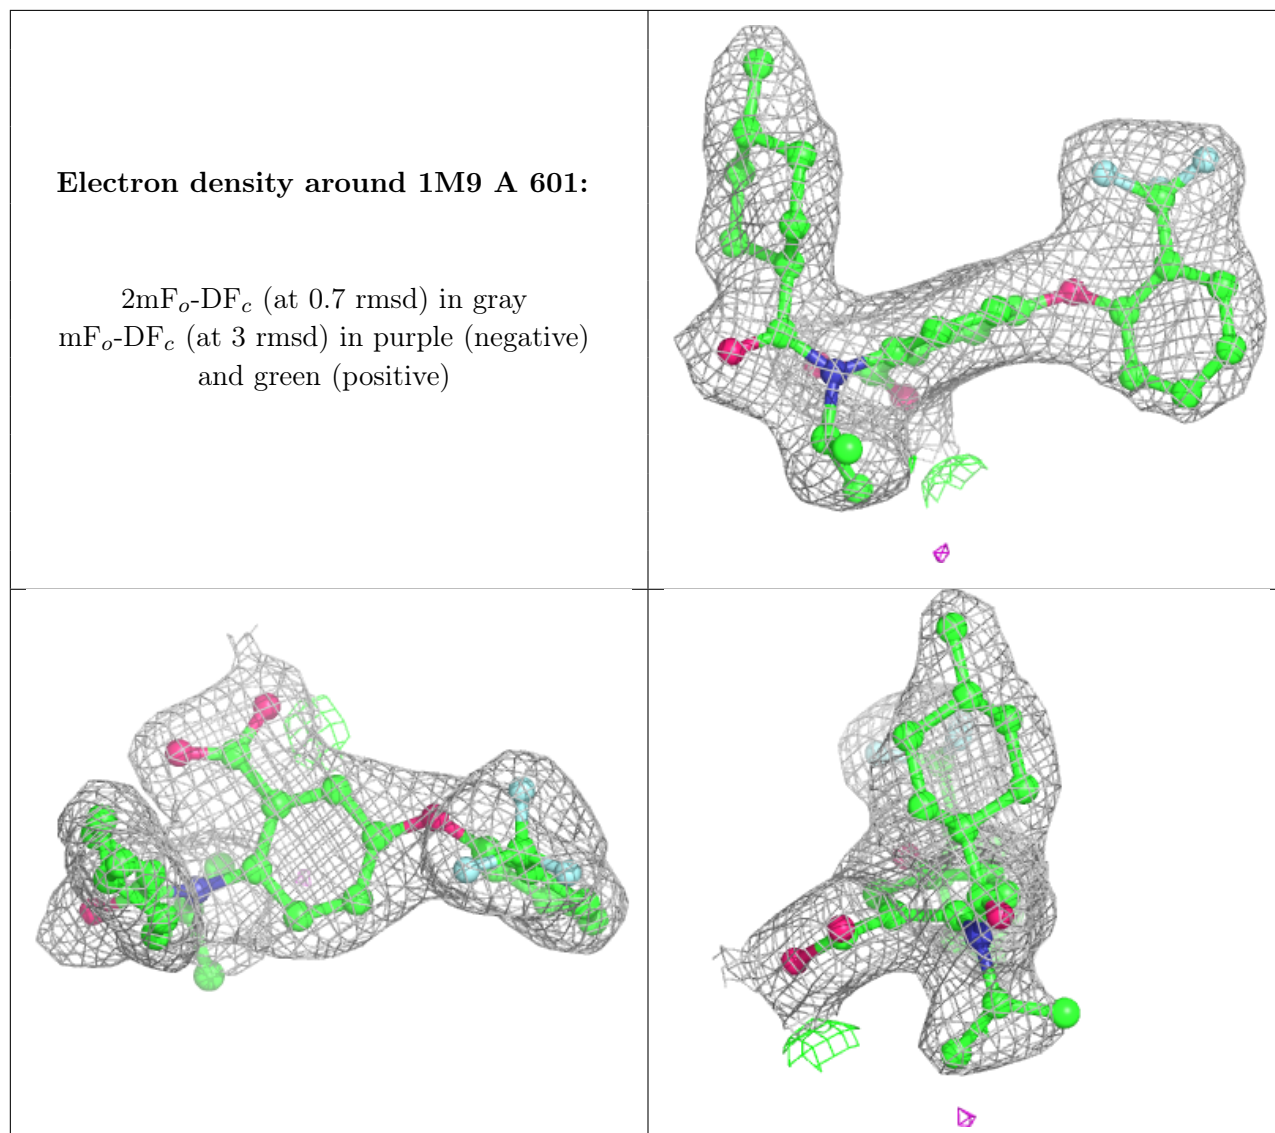 Electron density around 1M9 A 601:
2mFₒ-DF𝒸 (at 0.7 rmsd) in gray
mFₒ-DF𝒸 (at 3 rmsd) in purple (negative)
and green (positive)